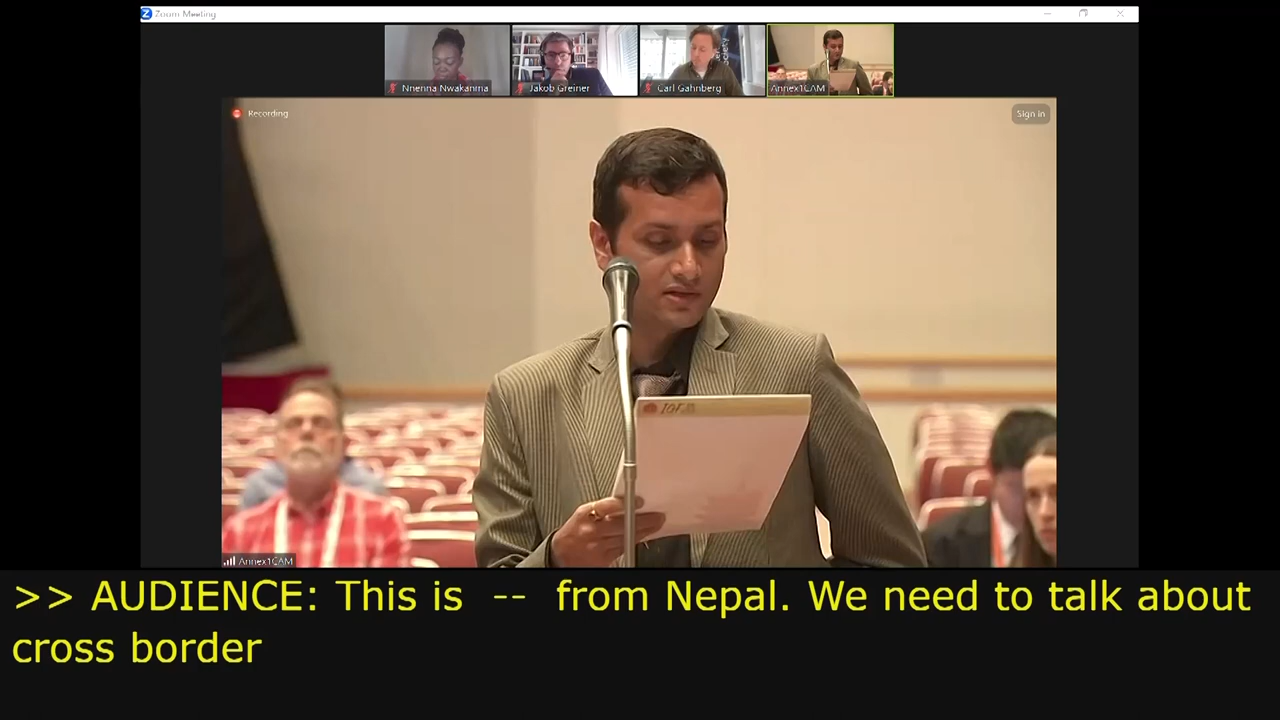 Zoom Meeting
Nnenna Nwakanma
Jakob Greiner
Carl Gahnberg
Annex1CAM
Recording
Sign in
Annex1CAM
>> AUDIENCE: This is -- from Nepal. We need to talk about
cross border